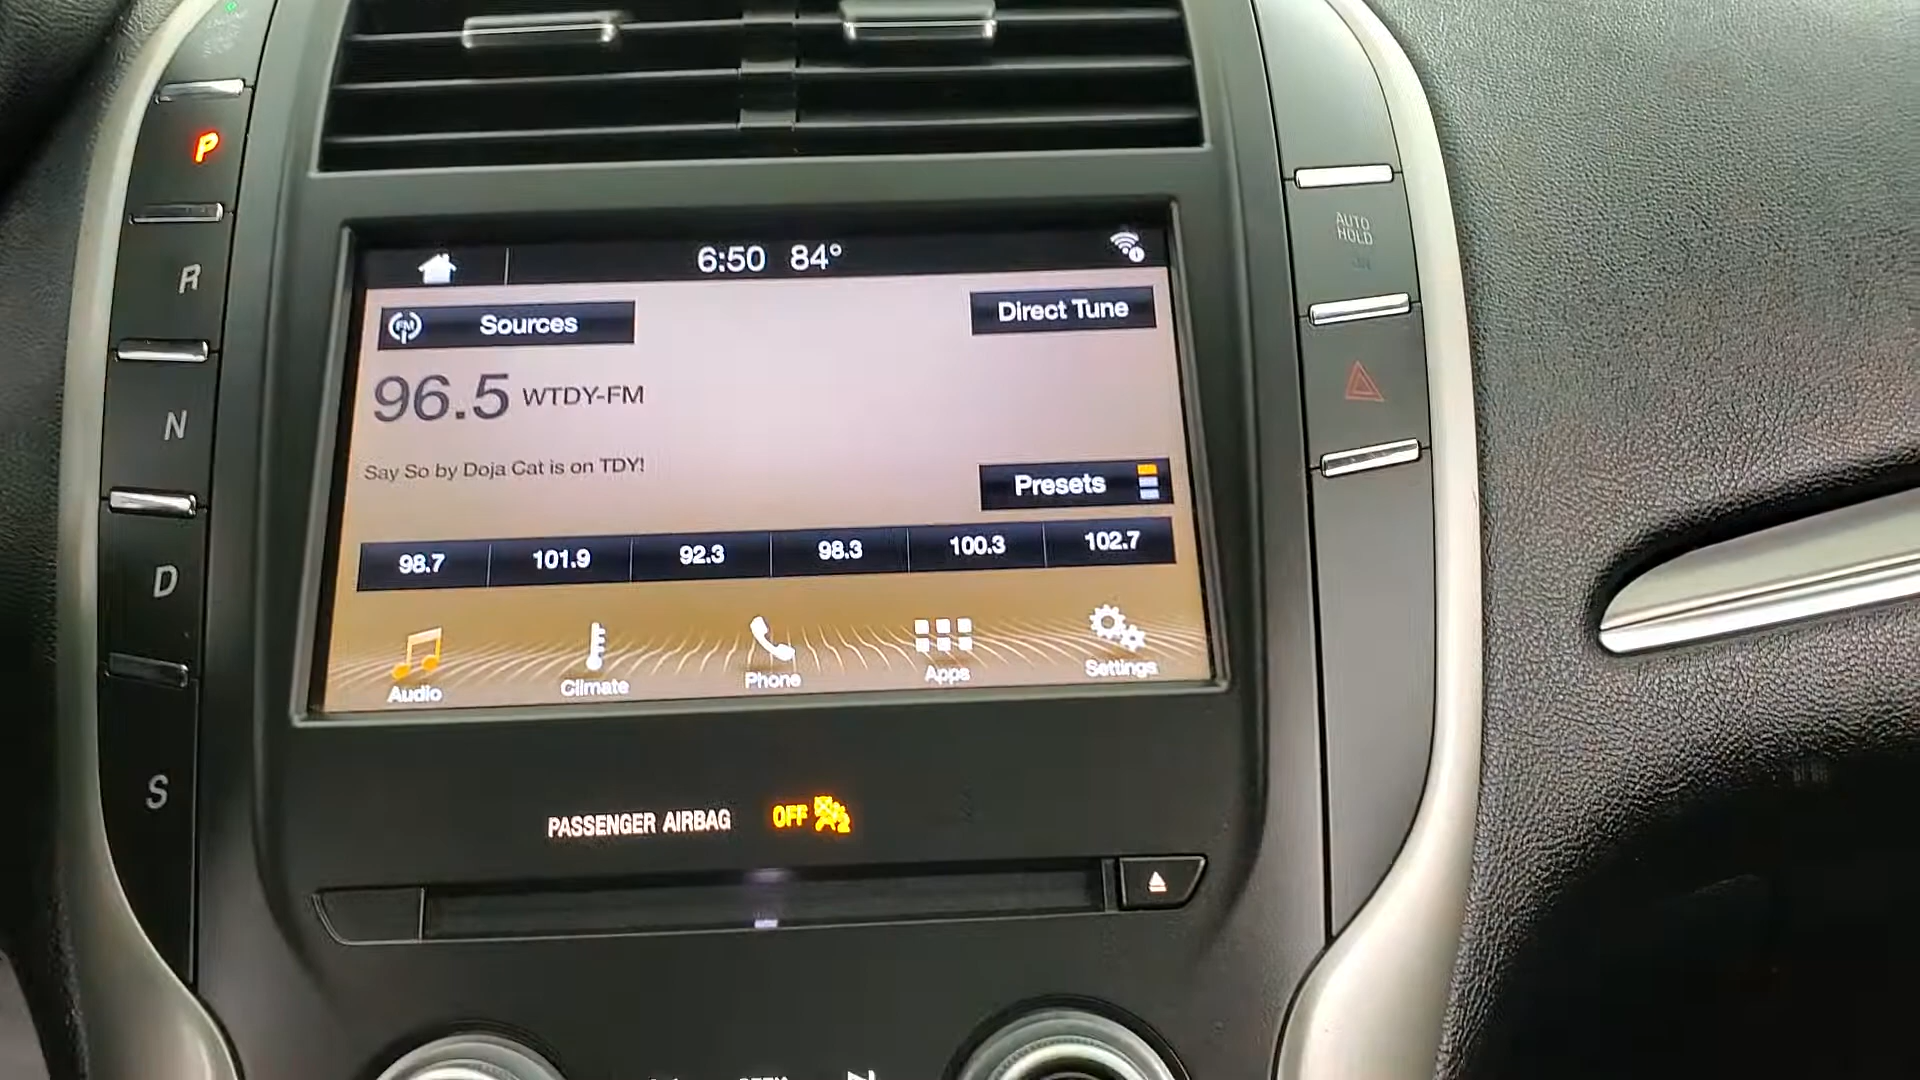 P
R
N
D
S
6:50 84°
FM Sources
Direct Tune
96.5 WTDY-FM
Say So by Doja Cat is on TDY!
Presets
98.7 101.9 92.3 98.3 100.3 102.7
Audio Climate Phone Apps Settings
AUTO
HOLD
PASSENGER AIRBAG OFF